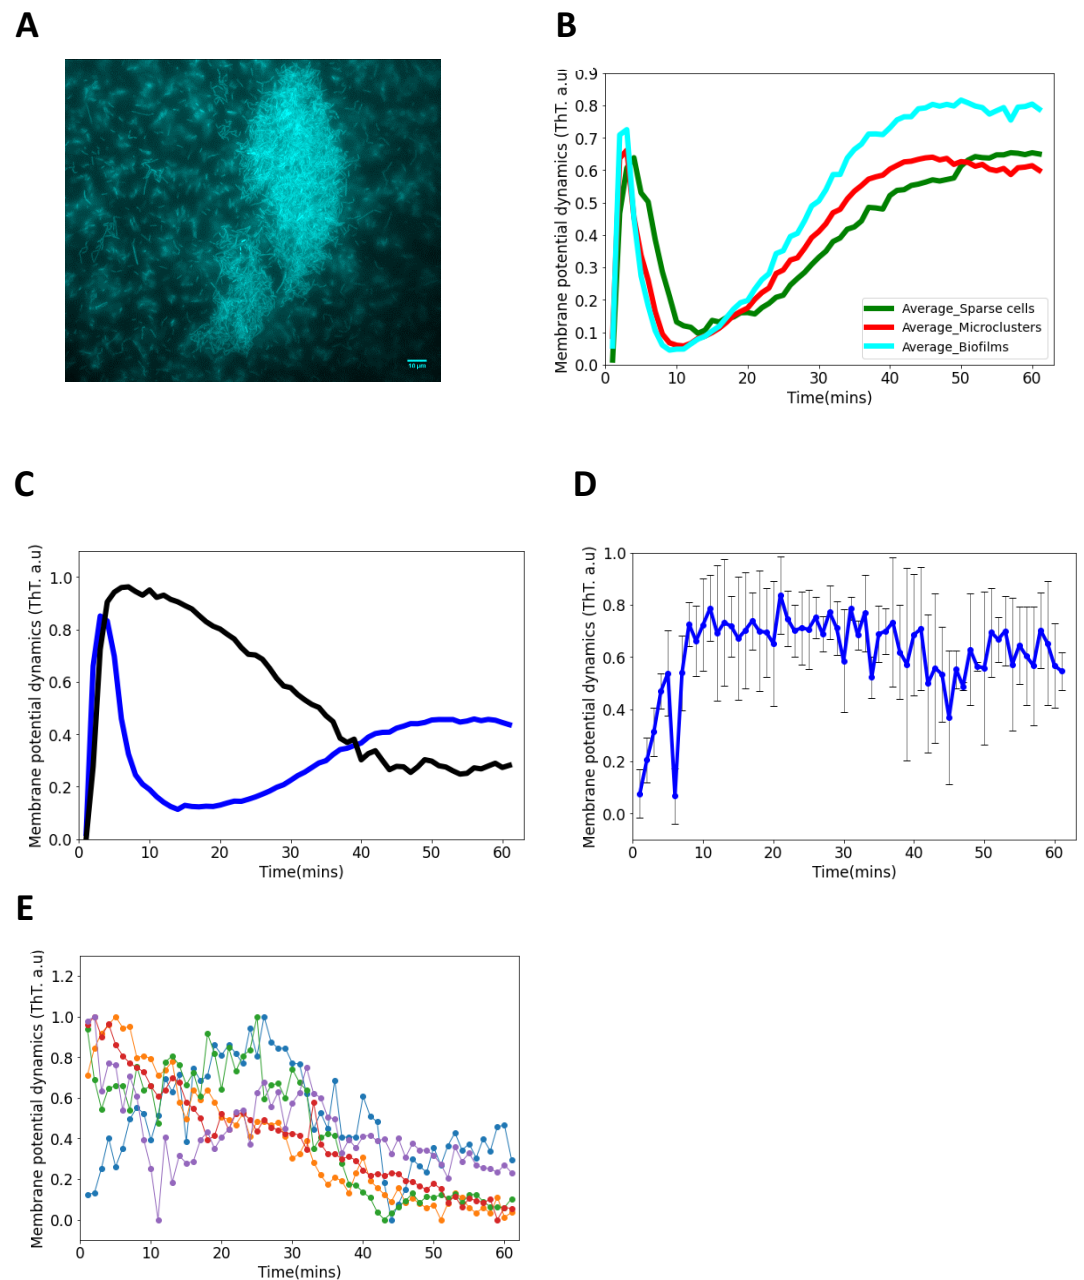 A
10 μm
B
Membrane potential dynamics (ThT. a.u)
0.9
0.8
0.7
0.6
0.5
0.4
0.3
0.2
0.1
0.0
Average_Sparse cells
Average_Microclusters
Average_Biofilms
0 10 20 30 40 50 60
Time(mins)
C
Membrane potential dynamics (ThT. a.u)
1.0
0.8
0.6
0.4
0.2
0.0
0 10 20 30 40 50 60
Time(mins)
D
Membrane potential dynamics (ThT. a.u)
1.0
0.8
0.6
0.4
0.2
0.0
0 10 20 30 40 50 60
Time(mins)
E
Membrane potential dynamics (ThT. a.u)
1.2
1.0
0.8
0.6
0.4
0.2
0.0
0 10 20 30 40 50 60
Time(mins)